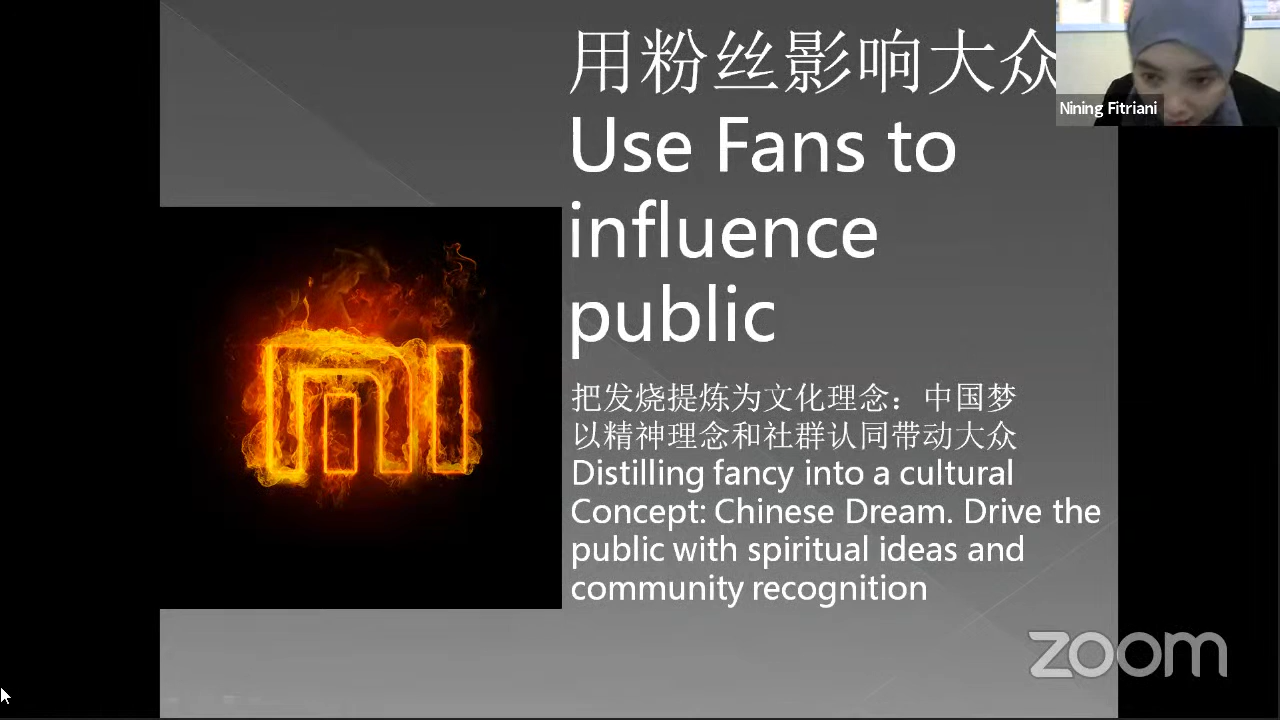 用粉丝影响大众
Nining Fitriani
Use Fans to
influence
public
mi
把发烧提炼为文化理念：中国梦
以精神理念和社群认同带动大众
Distilling fancy into a cultural
Concept: Chinese Dream. Drive the
public with spiritual ideas and
community recognition
zoom